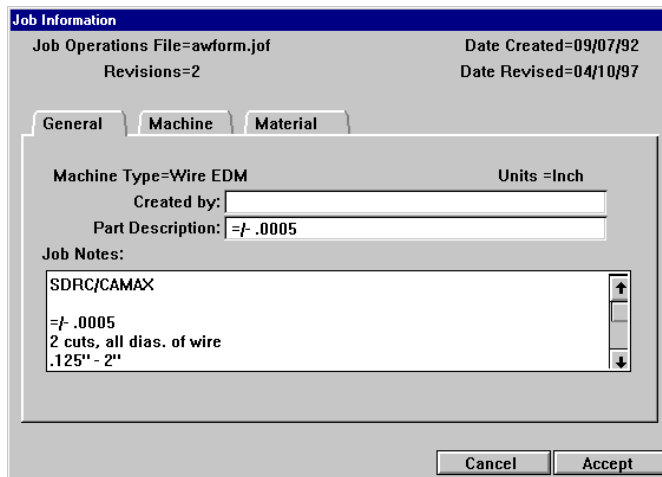 Job Information
Job Operations File=awform.jof Date Created=09/07/92
Revisions=2 Date Revised=04/10/97
General Machine Material
Machine Type=Wire EDM Units =Inch
Created by:
Part Description: =/- .0005
Job Notes:
SDRC/CAMAX
=/- .0005
2 cuts, all dias. of wire
.125" - 2"
Cancel Accept